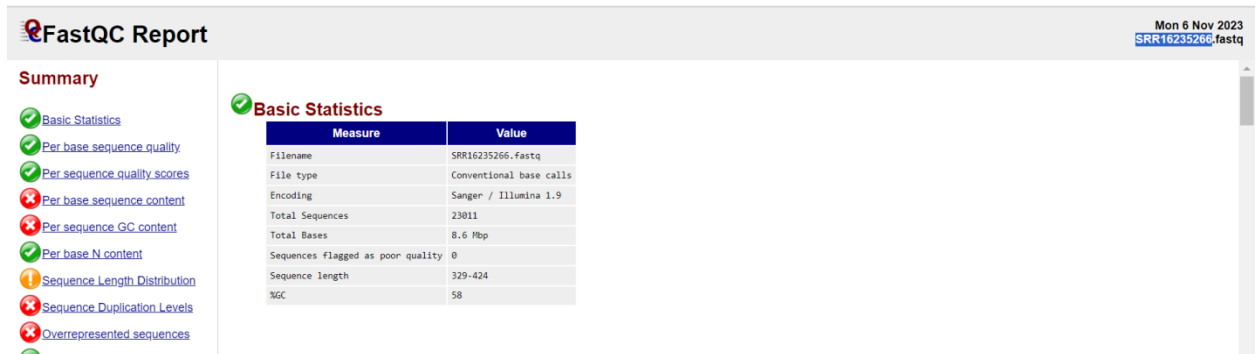 FastQC Report
Mon 6 Nov 2023
SRR16235266.fastq
Summary
Basic Statistics
Per base sequence quality
Per sequence quality scores
Per base sequence content
Per sequence GC content
Per base N content
Sequence Length Distribution
Sequence Duplication Levels
Overrepresented sequences
Basic Statistics
Measure Value
Filename SRR16235266.fastq
File type Conventional base calls
Encoding Sanger / Illumina 1.9
Total Sequences 23011
Total Bases 8.6 Mbp
Sequences flagged as poor quality 0
Sequence length 329-424
%GC 58